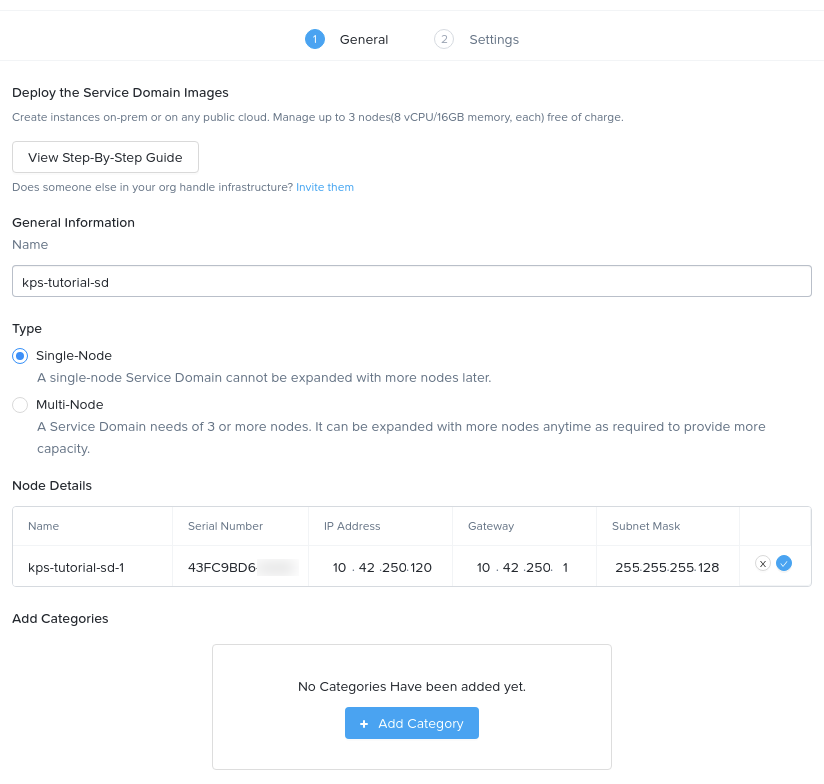 1 General 2 Settings
Deploy the Service Domain Images
Create instances on-prem or on any public cloud. Manage up to 3 nodes(8 vCPU/16GB memory, each) free of charge.
View Step-By-Step Guide
Does someone else in your org handle infrastructure? Invite them
General Information
Name
kps-tutorial-sd
Type
Single-Node
A single-node Service Domain cannot be expanded with more nodes later.
Multi-Node
A Service Domain needs of 3 or more nodes. It can be expanded with more nodes anytime as required to provide more
capacity.
Node Details
Name Serial Number IP Address Gateway Subnet Mask
kps-tutorial-sd-1 43FC9BD6- 10 . 42 .250.120 10 . 42 .250. 1 255.255.255.128 x
Add Categories
No Categories Have been added yet.
+ Add Category